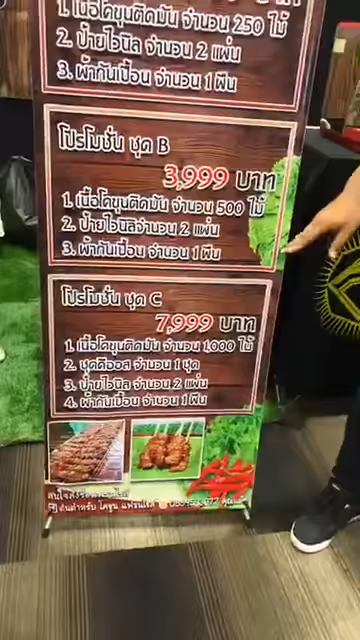 1. เนื้อโคขุนติดมัน จำนวน 250 ไม้
2. ป้ายไวนิล จำนวน 2 แผ่น
3. ผ้ากันเปื้อน จำนวน 1 ผืน
โปรโมชั่น ชุด B
3,999 บาท
1. เนื้อโคขุนติดมัน จำนวน 500 ไม้
2. ป้ายไวนิลจำนวน 2 แผ่น
3. ผ้ากันเปื้อน จำนวน 1 ผืน
โปรโมชั่น ชุด C
7,999 บาท
1. เนื้อโคขุนติดมัน จำนวน 1,000 ไม้
2. ชุดคีออส จำนวน 1 ชุด
3. ป้ายไวนิล จำนวน 2 แผ่น
4. ผ้ากันเปื้อน จำนวน 1 ผืน